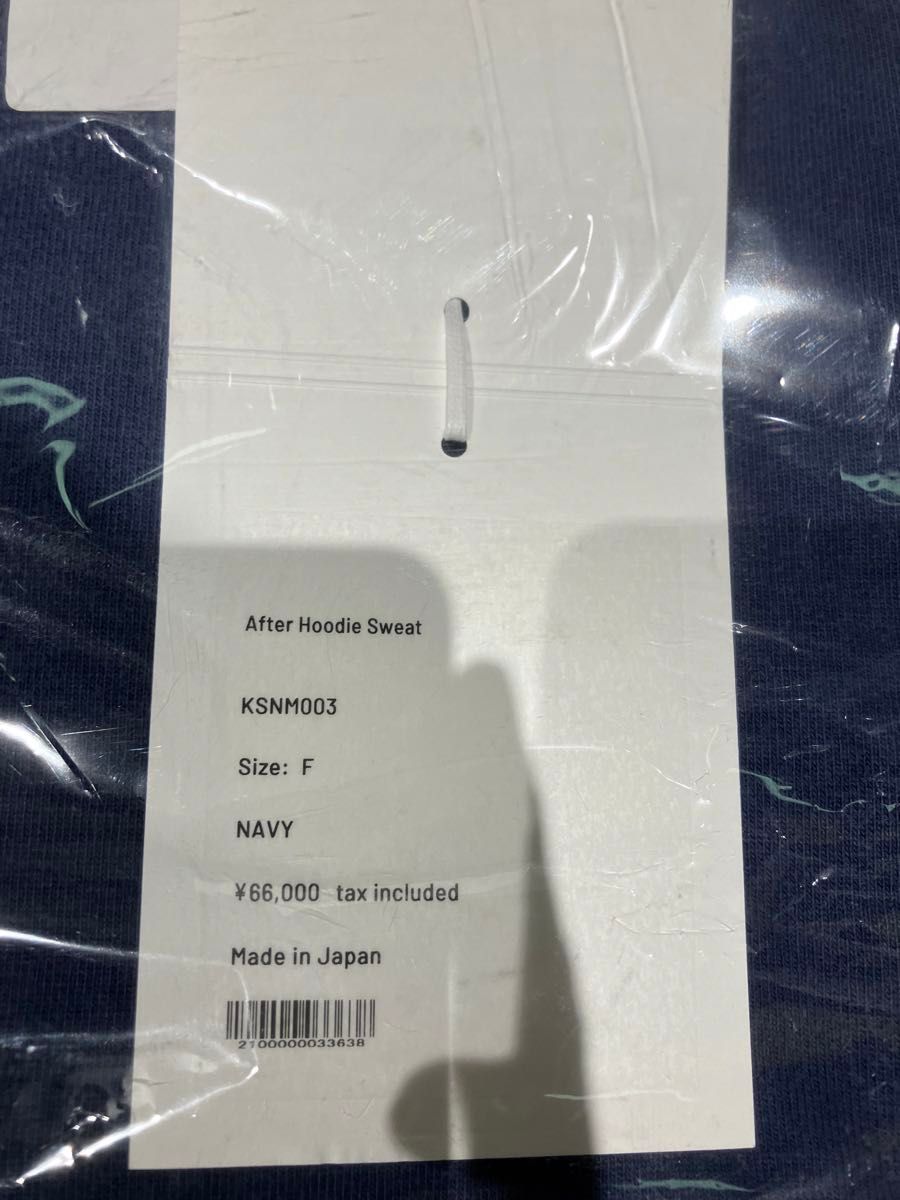 After Hoodie Sweat
KSNM003
Size: F
NAVY
¥66,000 tax included
Made in Japan
2100000033638